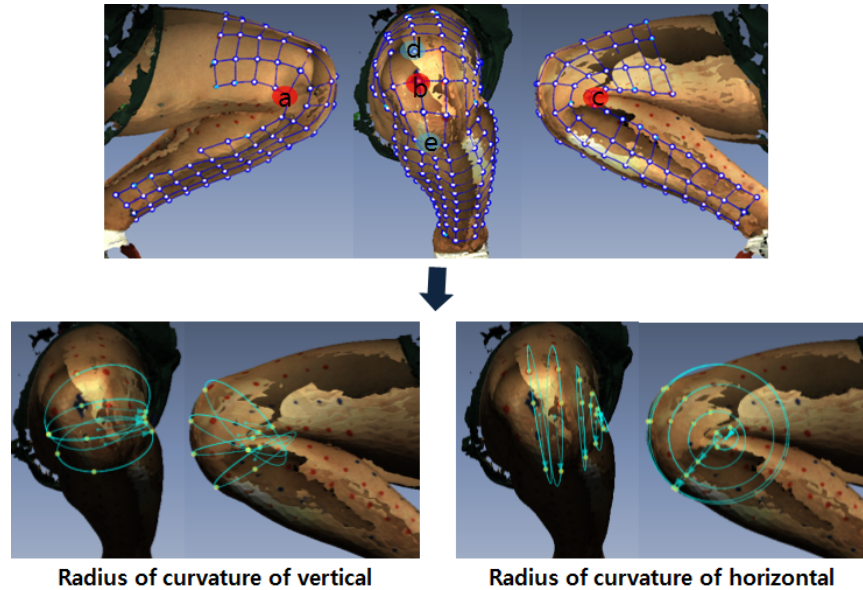 a
d
b
e
c
Radius of curvature of vertical
Radius of curvature of horizontal